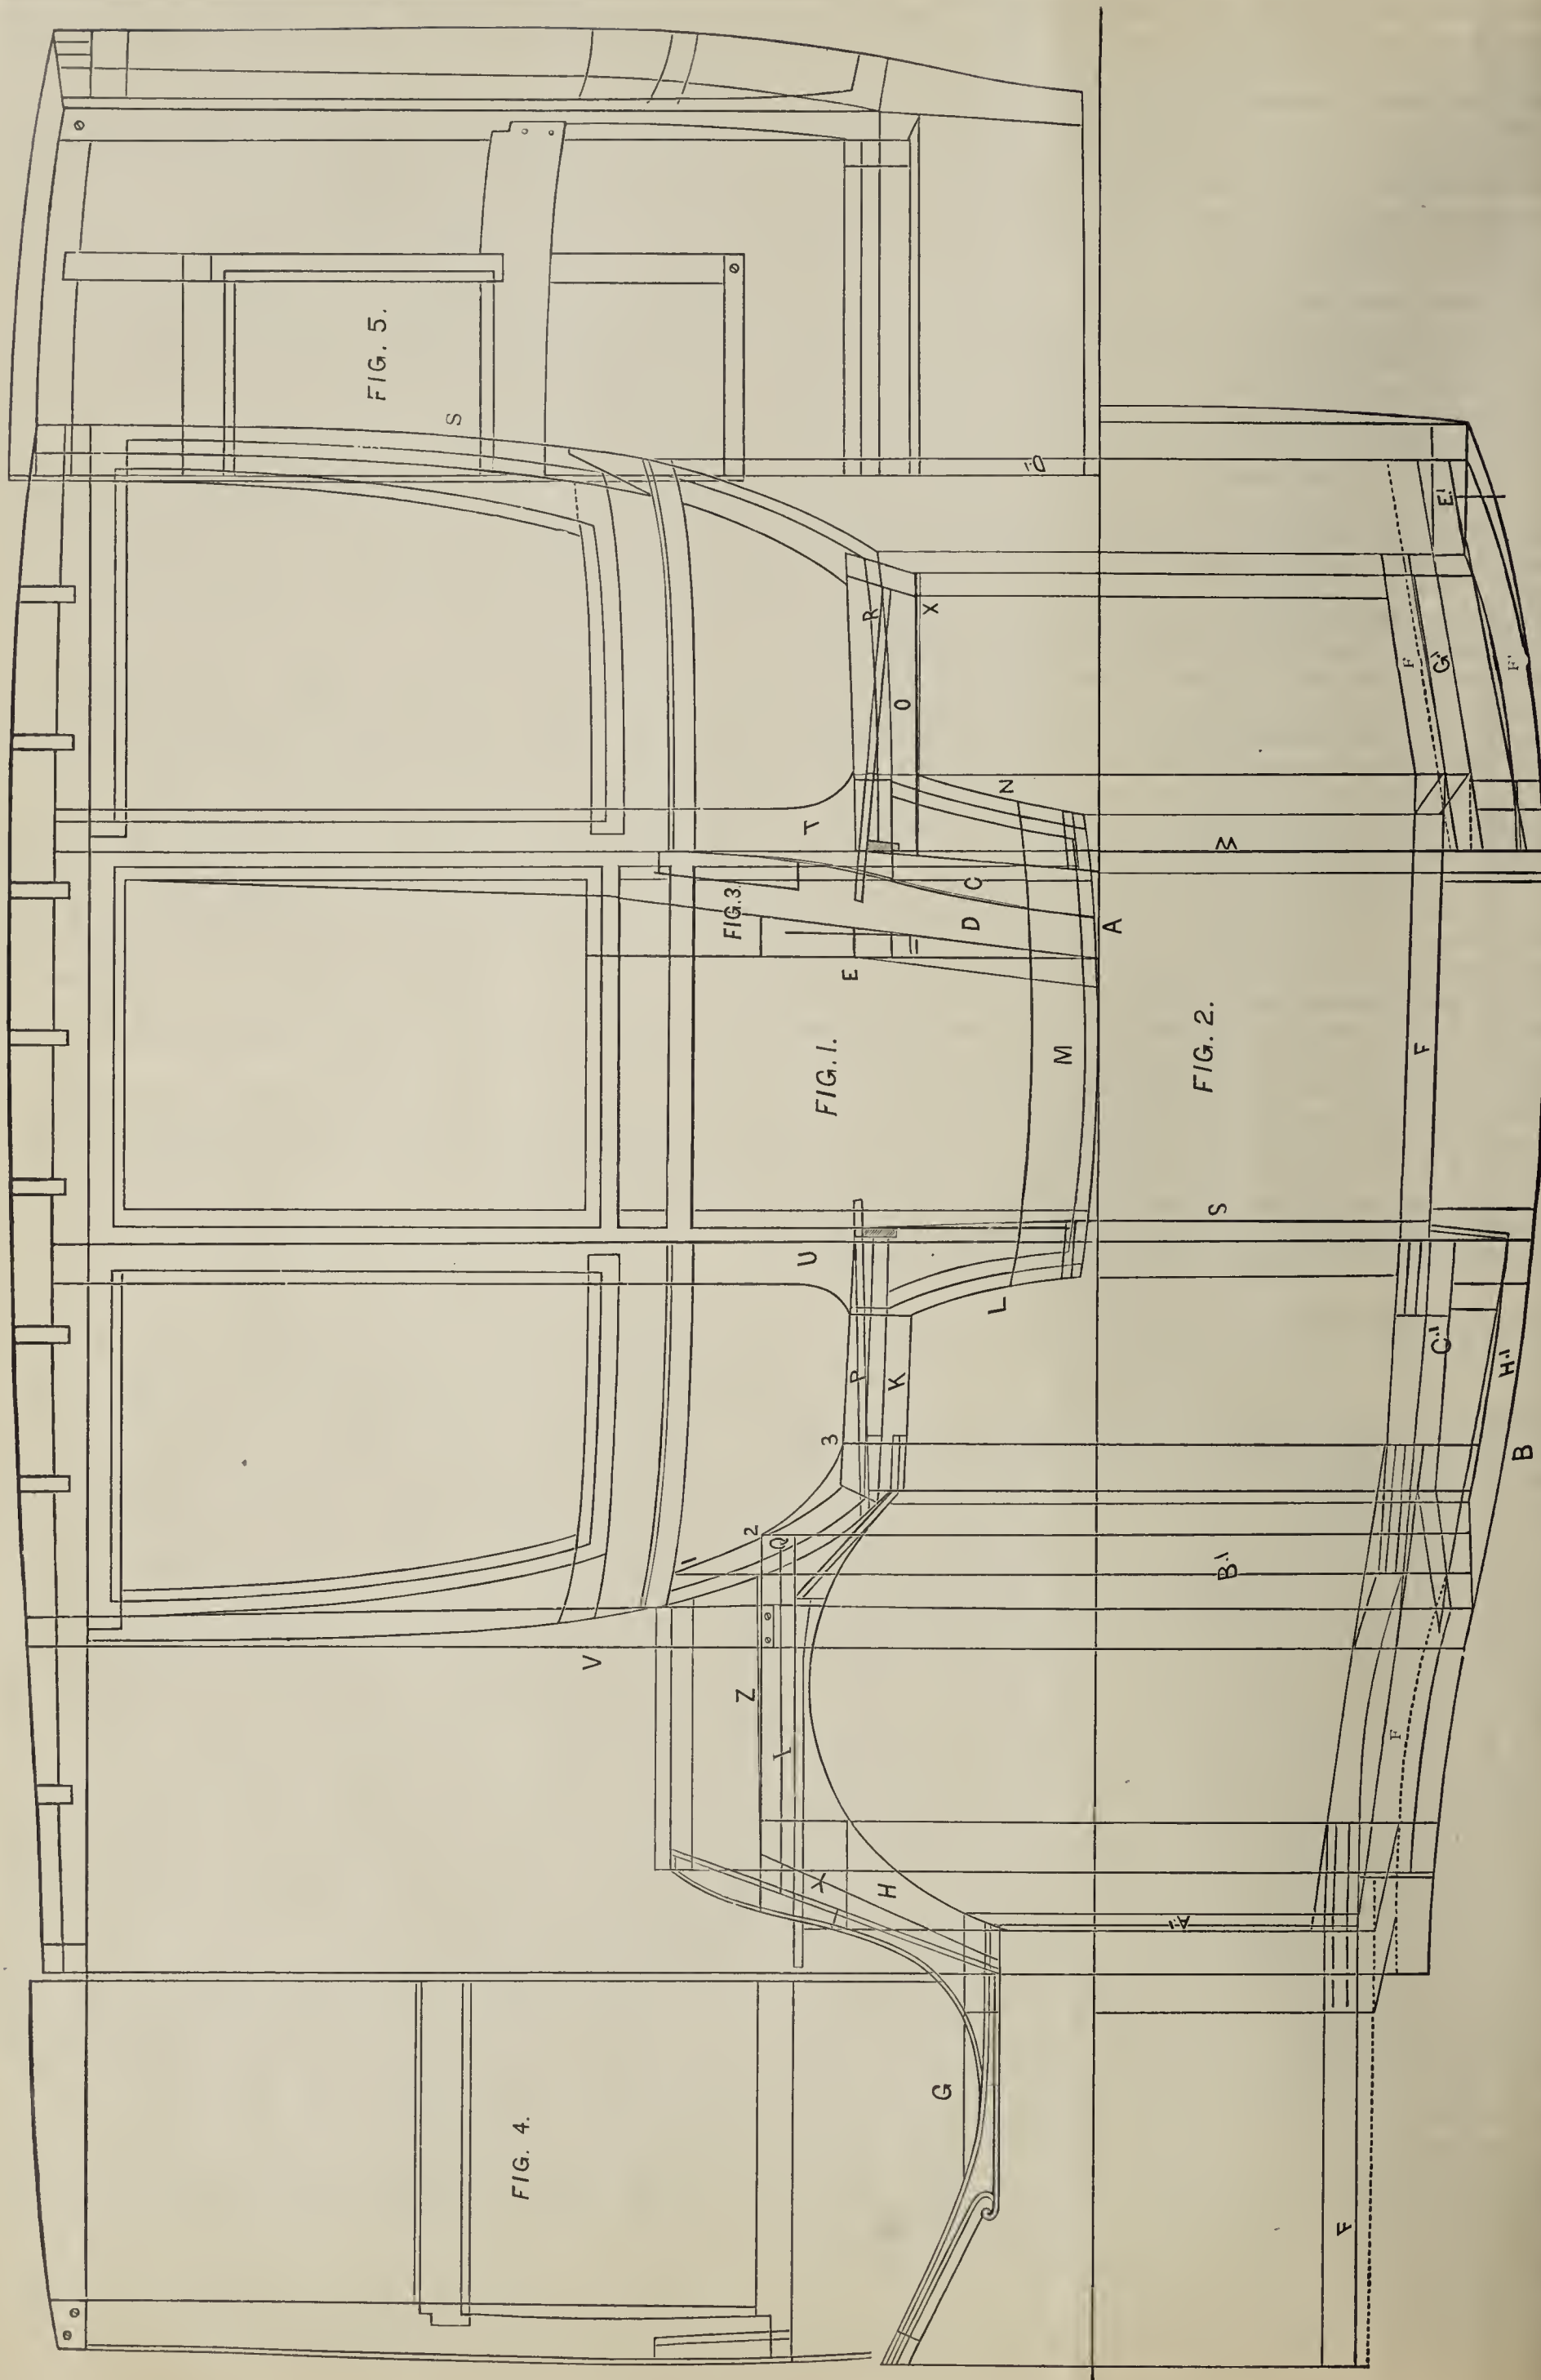 FIG. 5.
S
D'
E'
R
X
F
G'
F'
O
N
T
W
C
FIG. 3.
D
A
E
FIG. 1.
M
FIG. 2.
F
S
U
L
P
K
C"
H"
3
B
2
Q
1
B"
V
Z
I
F
Y
H
A"
G
FIG. 4.
F